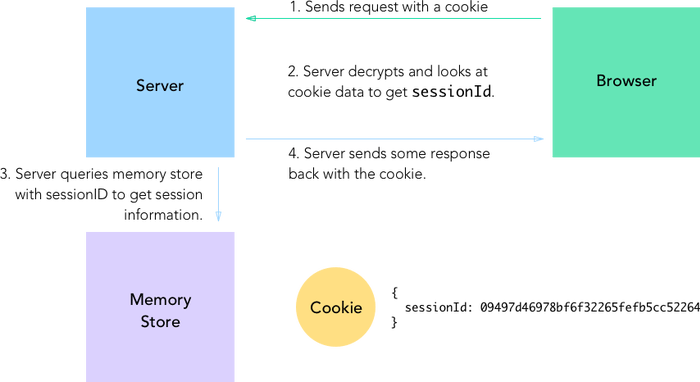 1. Sends request with a cookie
Server
Browser
2. Server decrypts and looks at
cookie data to get sessionId.
4. Server sends some response
back with the cookie.
3. Server queries memory store
with sessionID to get session
information.
Memory
Store
Cookie
{
sessionId: 09497d46978bf6f32265fefb5cc52264
}